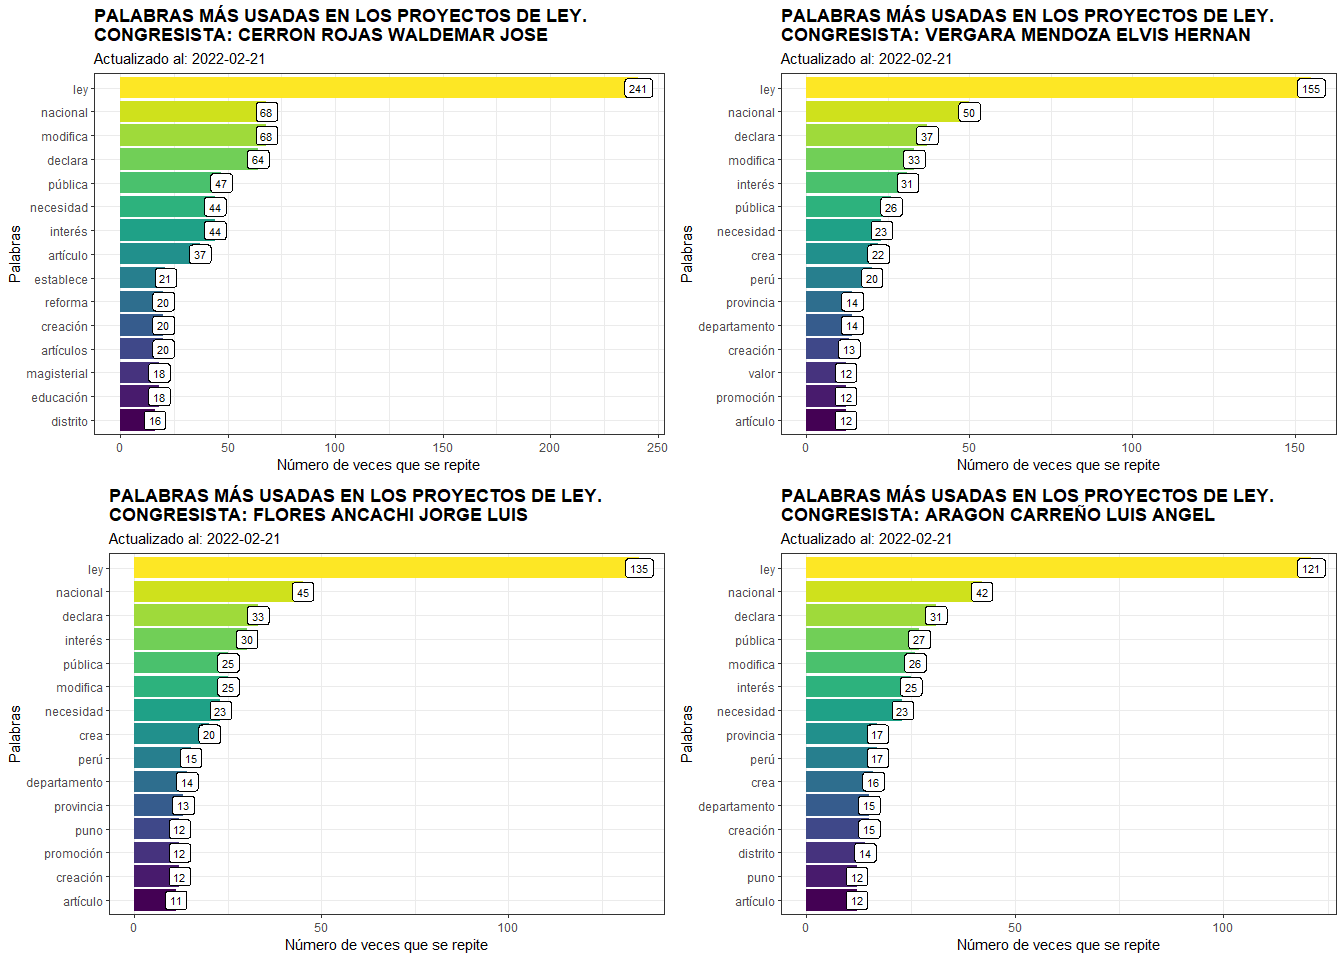 PALABRAS MÁS USADAS EN LOS PROYECTOS DE LEY.
CONGRESISTA: CERRON ROJAS WALDEMAR JOSE
Actualizado al: 2022-02-21
Palabras
ley 241
nacional 68
modifica 68
declara 64
pública 47
necesidad 44
interés 44
artículo 37
establece 21
reforma 20
creación 20
artículos 20
magisterial 18
educación 18
distrito 16
0 50 100 150 200 250
Número de veces que se repite
PALABRAS MÁS USADAS EN LOS PROYECTOS DE LEY.
CONGRESISTA: VERGARA MENDOZA ELVIS HERNAN
Actualizado al: 2022-02-21
Palabras
ley 155
nacional 50
declara 37
modifica 33
interés 31
pública 26
necesidad 23
crea 22
perú 20
provincia 14
departamento 14
creación 13
valor 12
promoción 12
artículo 12
0 50 100 150
Número de veces que se repite
PALABRAS MÁS USADAS EN LOS PROYECTOS DE LEY.
CONGRESISTA: FLORES ANCACHI JORGE LUIS
Actualizado al: 2022-02-21
Palabras
ley 135
nacional 45
declara 33
interés 30
pública 25
modifica 25
necesidad 23
crea 20
perú 15
departamento 14
provincia 13
puno 12
promoción 12
creación 12
artículo 11
0 50 100
Número de veces que se repite
PALABRAS MÁS USADAS EN LOS PROYECTOS DE LEY.
CONGRESISTA: ARAGON CARREÑO LUIS ANGEL
Actualizado al: 2022-02-21
Palabras
ley 121
nacional 42
declara 31
pública 27
modifica 26
interés 25
necesidad 23
provincia 17
perú 17
crea 16
departamento 15
creación 15
distrito 14
puno 12
artículo 12
0 50 100
Número de veces que se repite